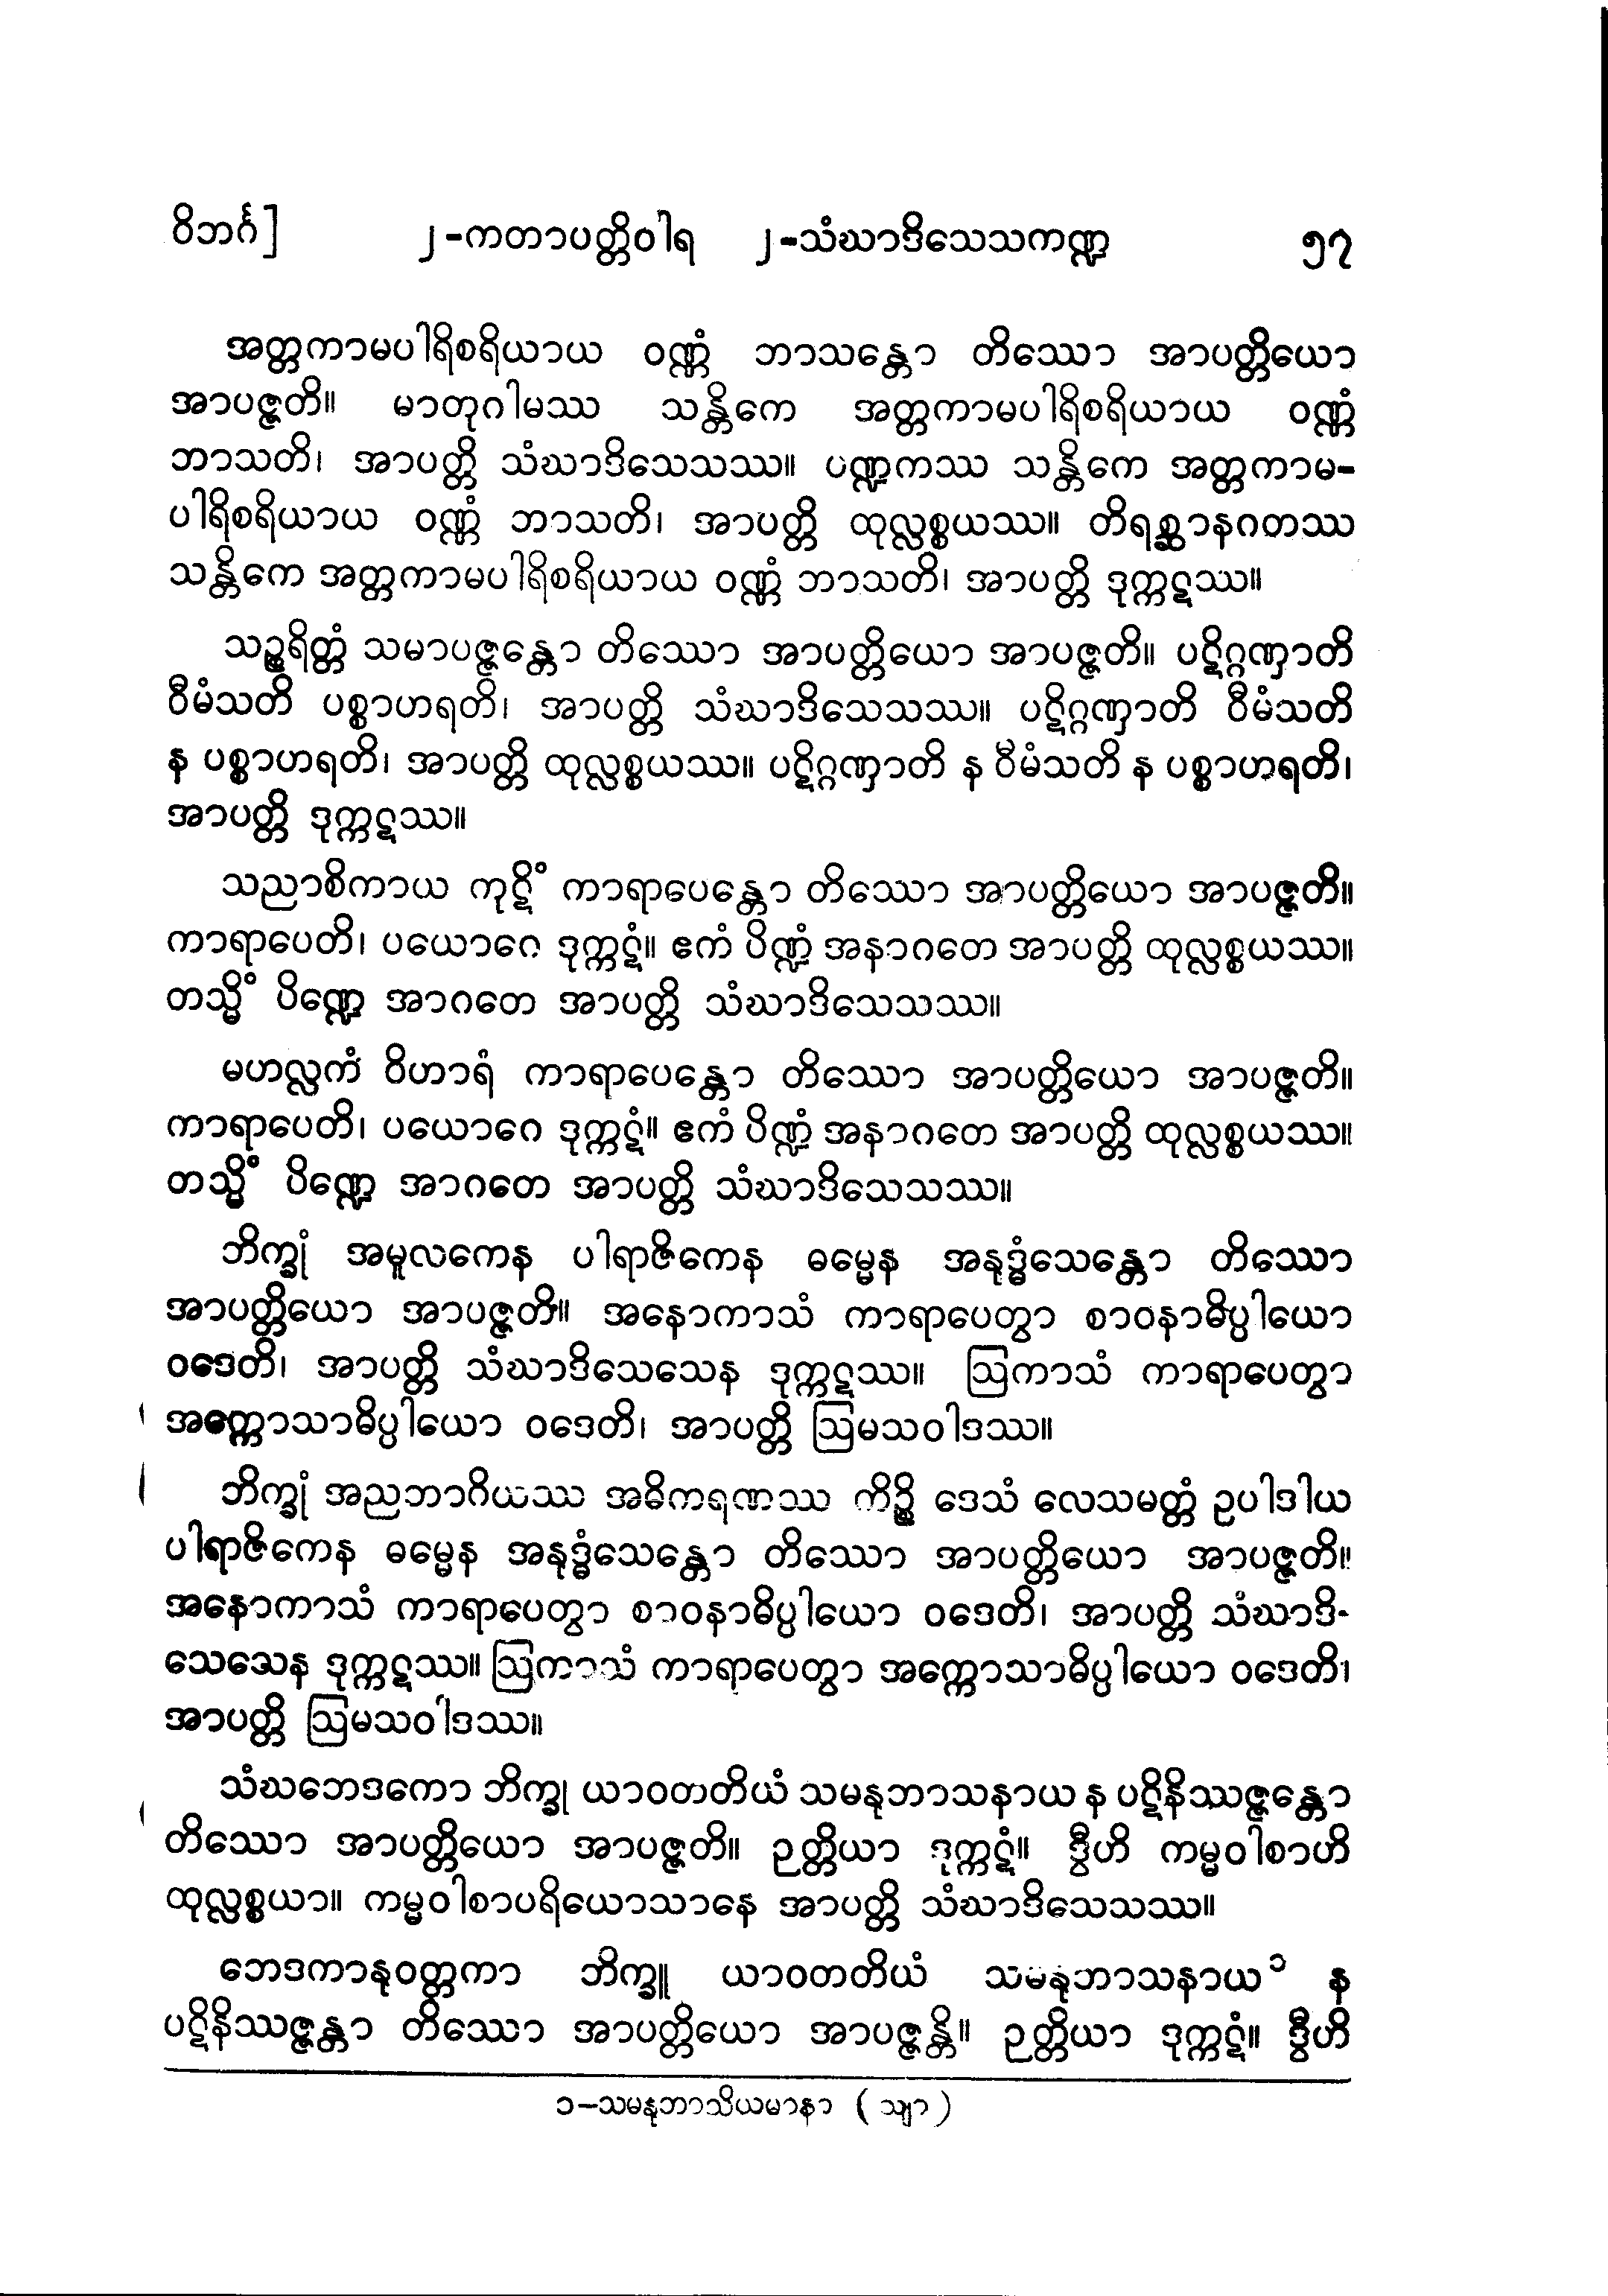 ဝိဘင်္ဂ] ၂-ကတာပတ္တိဝါရ ၂-သံဃာဒိသေသကဏ္ဍ ၅၇
အတ္တကာမပါရိစရိယာယ ဝဏ္ဏံ ဘာသန္တော တိဿော အာပတ္တိယော
အာပဇ္ဇတိ။ မာတုဂါမဿ သန္တိကေ အတ္တကာမပါရိစရိယာယ ဝဏ္ဏံ
ဘာသတိ၊ အာပတ္တိ သံဃာဒိသေသဿ။ ပဏ္ဍကဿ သန္တိကေ အတ္တကာမ-
ပါရိစရိယာယ ဝဏ္ဏံ ဘာသတိ၊ အာပတ္တိ ထုလ္လစ္စယဿ။ တိရစ္ဆာနဂတဿ
သန္တိကေ အတ္တကာမပါရိစရိယာယ ဝဏ္ဏံ ဘာသတိ၊ အာပတ္တိ ဒုက္ကဋဿ။
သဉ္စရိတ္တံ သမာပဇ္ဇန္တော တိဿော အာပတ္တိယော အာပဇ္ဇတိ။ ပဋိဂ္ဂဏှာတိ
ဝီမံသတိ ပစ္စာဟရတိ၊ အာပတ္တိ သံဃာဒိသေသဿ။ ပဋိဂ္ဂဏှာတိ ဝီမံသတိ
န ပစ္စာဟရတိ၊ အာပတ္တိ ထုလ္လစ္စယဿ။ ပဋိဂ္ဂဏှာတိ န ဝီမံသတိ န ပစ္စာဟရတိ၊
အာပတ္တိ ဒုက္ကဋဿ။
သညာစိကာယ ကုဋိံ ကာရာပေန္တော တိဿော အာပတ္တိယော အာပဇ္ဇတိ။
ကာရာပေတိ၊ ပယောဂေ ဒုက္ကဋံ။ ဧကံ ပိဏ္ဍံ အနာဂတေ အာပတ္တိ ထုလ္လစ္စယဿ။
တသ္မိံ ပိဏ္ဍေ အာဂတေ အာပတ္တိ သံဃာဒိသေသဿ။
မဟလ္လကံ ဝိဟာရံ ကာရာပေန္တော တိဿော အာပတ္တိယော အာပဇ္ဇတိ။
ကာရာပေတိ၊ ပယောဂေ ဒုက္ကဋံ။ ဧကံ ပိဏ္ဍံ အနာဂတေ အာပတ္တိ ထုလ္လစ္စယဿ။
တသ္မိံ ပိဏ္ဍေ အာဂတေ အာပတ္တိ သံဃာဒိသေသဿ။
ဘိက္ခုံ အမူလကေန ပါရာဇိကေန ဓမ္မေန အနုဒ္ဓံသေန္တော တိဿော
အာပတ္တိယော အာပဇ္ဇတိ။ အနောကာသံ ကာရာပေတွာ စာဝနာဓိပ္ပါယော
ဝဒေတိ၊ အာပတ္တိ သံဃာဒိသေသေန ဒုက္ကဋဿ။ ဩကာသံ ကာရာပေတွာ
အက္ကောသာဓိပ္ပါယော ဝဒေတိ၊ အာပတ္တိ ဩမသဝါဒဿ။
ဘိက္ခုံ အညဘာဂိယဿ အဓိကရဏဿ ကိဉ္စိ ဒေသံ လေသမတ္တံ ဥပါဒါယ
ပါရာဇိကေန ဓမ္မေန အနုဒ္ဓံသေန္တော တိဿော အာပတ္တိယော အာပဇ္ဇတိ။
အနောကာသံ ကာရာပေတွာ စာဝနာဓိပ္ပါယော ဝဒေတိ၊ အာပတ္တိ သံဃာဒိ-
သေသေန ဒုက္ကဋဿ။ ဩကာသံ ကာရာပေတွာ အက္ကောသာဓိပ္ပါယော ဝဒေတိ၊
အာပတ္တိ ဩမသဝါဒဿ။
သံဃဘေဒကော ဘိက္ခု ယာဝတတိယံ သမနုဘာသနာယ န ပဋိနိဿဇ္ဇန္တော
တိဿော အာပတ္တိယော အာပဇ္ဇတိ။ ဉတ္တိယာ ဒုက္ကဋံ။ ဒွီဟိ ကမ္မဝါစာဟိ
ထုလ္လစ္စယာ။ ကမ္မဝါစာပရိယောသာနေ အာပတ္တိ သံဃာဒိသေသဿ။
ဘေဒကာနုဝတ္တကာ ဘိက္ခူ ယာဝတတိယံ သမနုဘာသနာယ ၁ န
ပဋိနိဿဇ္ဇန္တာ တိဿော အာပတ္တိယော အာပဇ္ဇန္တိ။ ဉတ္တိယာ ဒုက္ကဋံ။ ဒွီဟိ
၁-သမနုဘာသိယမာနာ (သျာ)